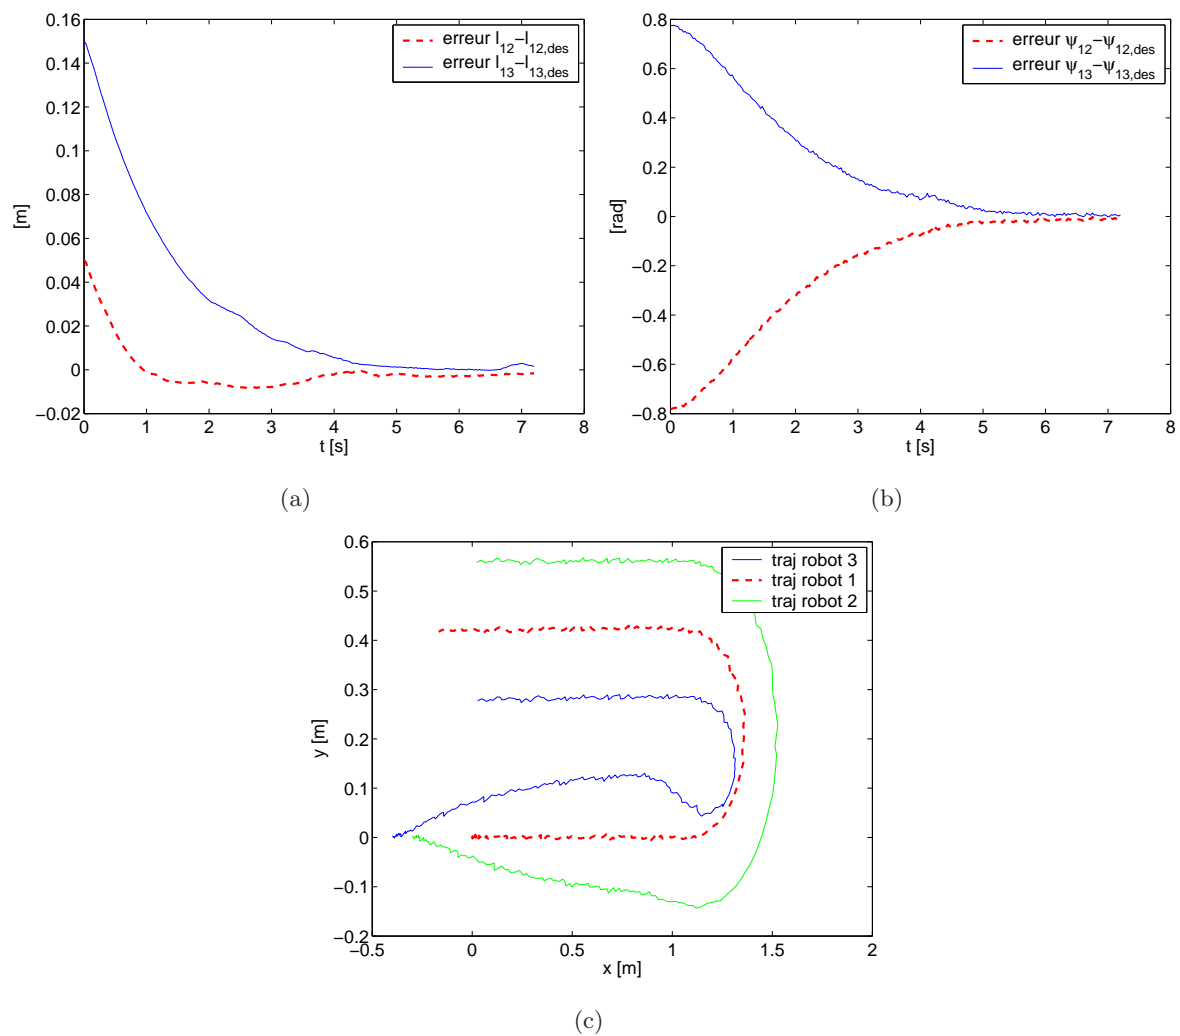 0.16
0.14
0.12
0.1
0.08
0.06
0.04
0.02
0
−0.02
[m]
0 1 2 3 4 5 6 7 8
t [s]
erreur l12−l12,des
erreur l13−l13,des
(a)
0.8
0.6
0.4
0.2
0
−0.2
−0.4
−0.6
−0.8
[rad]
0 1 2 3 4 5 6 7 8
t [s]
erreur ψ12−ψ12,des
erreur ψ13−ψ13,des
(b)
0.6
0.5
0.4
0.3
0.2
0.1
0
−0.1
−0.2
y [m]
−0.5 0 0.5 1 1.5 2
x [m]
traj robot 3
traj robot 1
traj robot 2
(c)